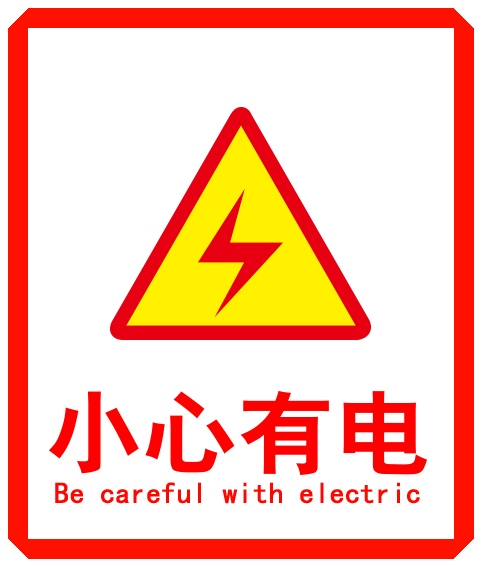 小心有电
Be careful with electric